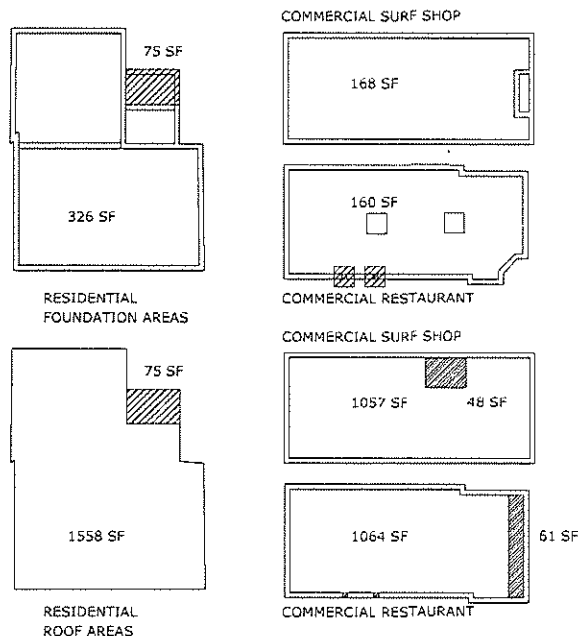 COMMERCIAL SURF SHOP
75 SF
168 SF
326 SF
160 SF
RESIDENTIAL
FOUNDATION AREAS
COMMERCIAL RESTAURANT
COMMERCIAL SURF SHOP
75 SF
1057 SF
48 SF
1558 SF
1064 SF
61 SF
RESIDENTIAL
ROOF AREAS
COMMERCIAL RESTAURANT